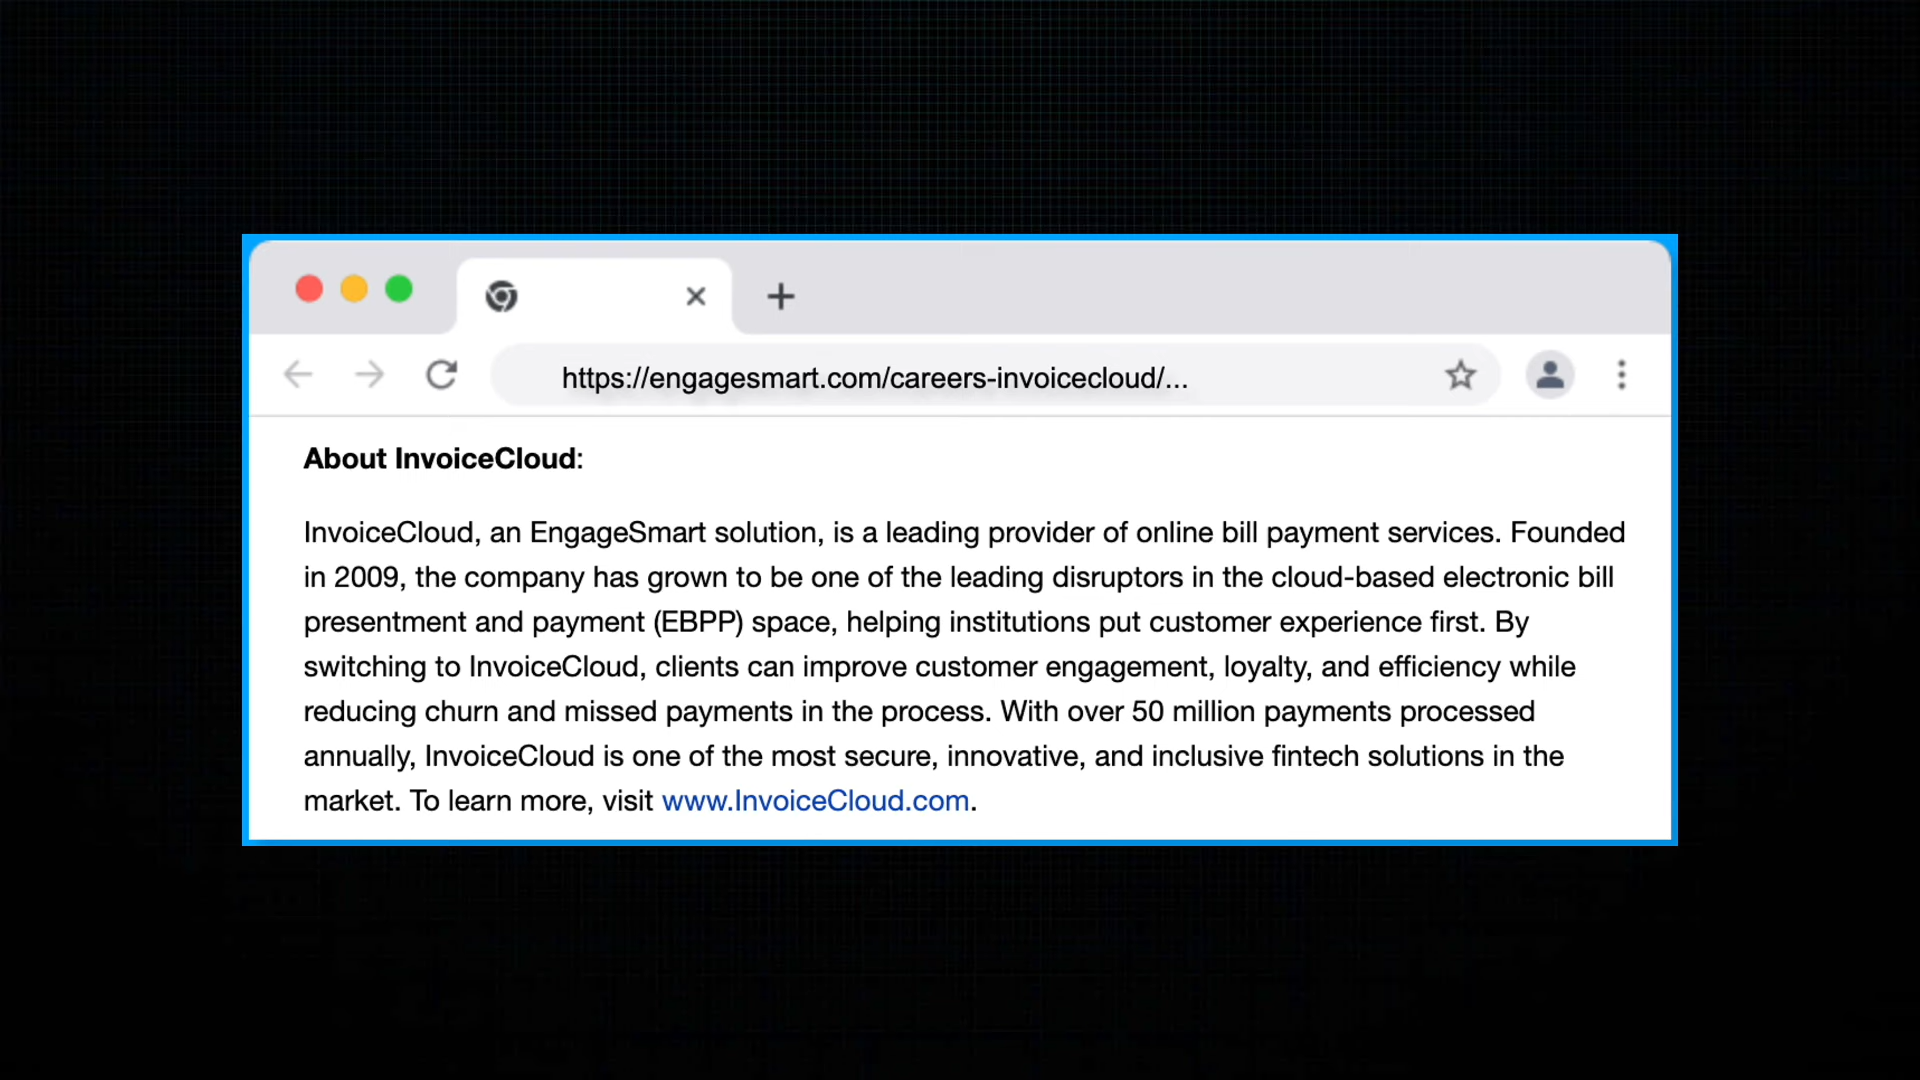 https://engagesmart.com/careers-invoicecloud/...
About InvoiceCloud:
InvoiceCloud, an EngageSmart solution, is a leading provider of online bill payment services. Founded
in 2009, the company has grown to be one of the leading disruptors in the cloud-based electronic bill
presentment and payment (EBPP) space, helping institutions put customer experience first. By
switching to InvoiceCloud, clients can improve customer engagement, loyalty, and efficiency while
reducing churn and missed payments in the process. With over 50 million payments processed
annually, InvoiceCloud is one of the most secure, innovative, and inclusive fintech solutions in the
market. To learn more, visit www.InvoiceCloud.com.